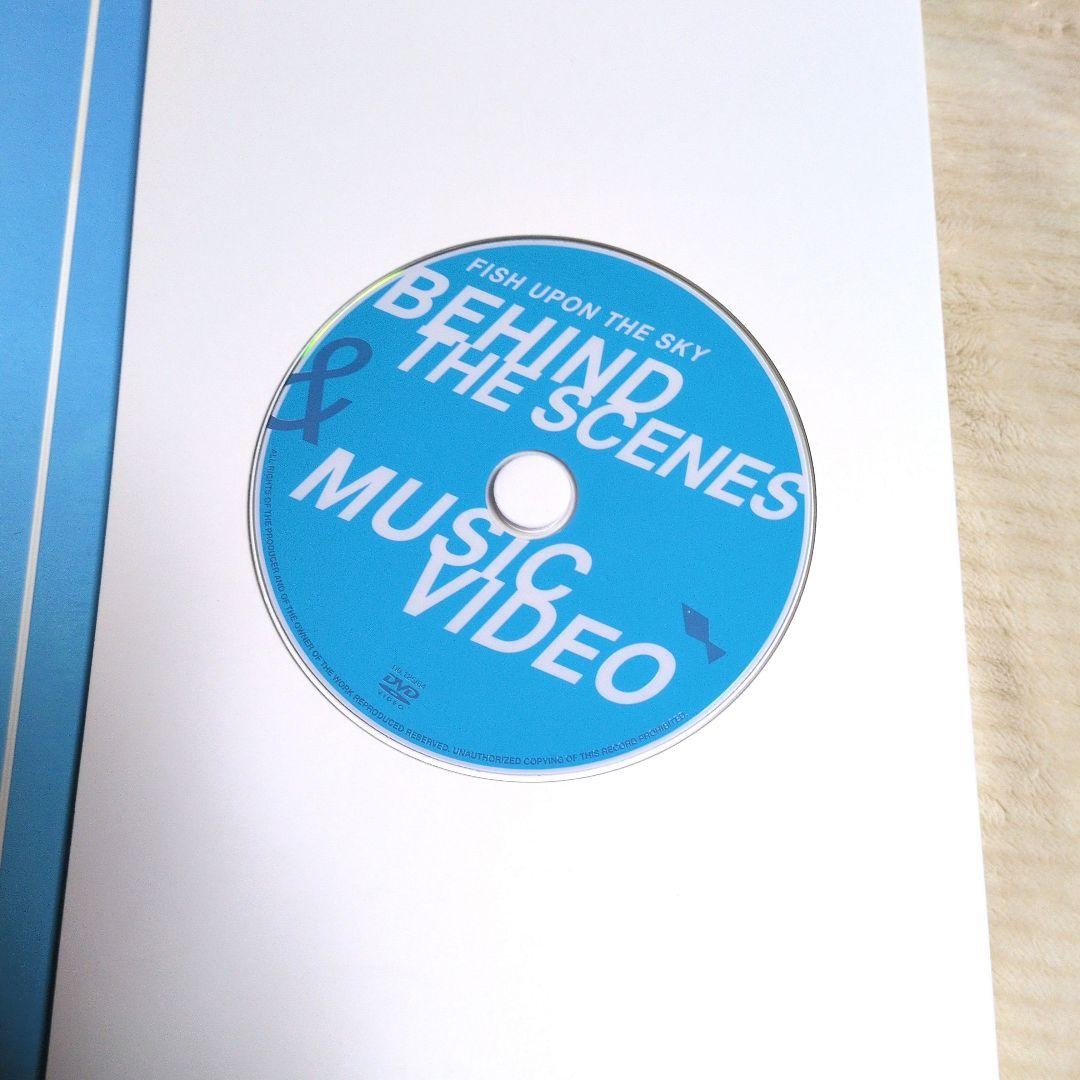 FISH UPON THE SKY
BEHIND
THE SCENES
&
MUSIC
VIDEO
DVD
VIDEO
ALL RIGHTS OF THE PRODUCER AND OF THE OWNER OF THE WORK REPRODUCED RESERVED. UNAUTHORIZED COPYING OF THIS RECORD PROHIBITED.